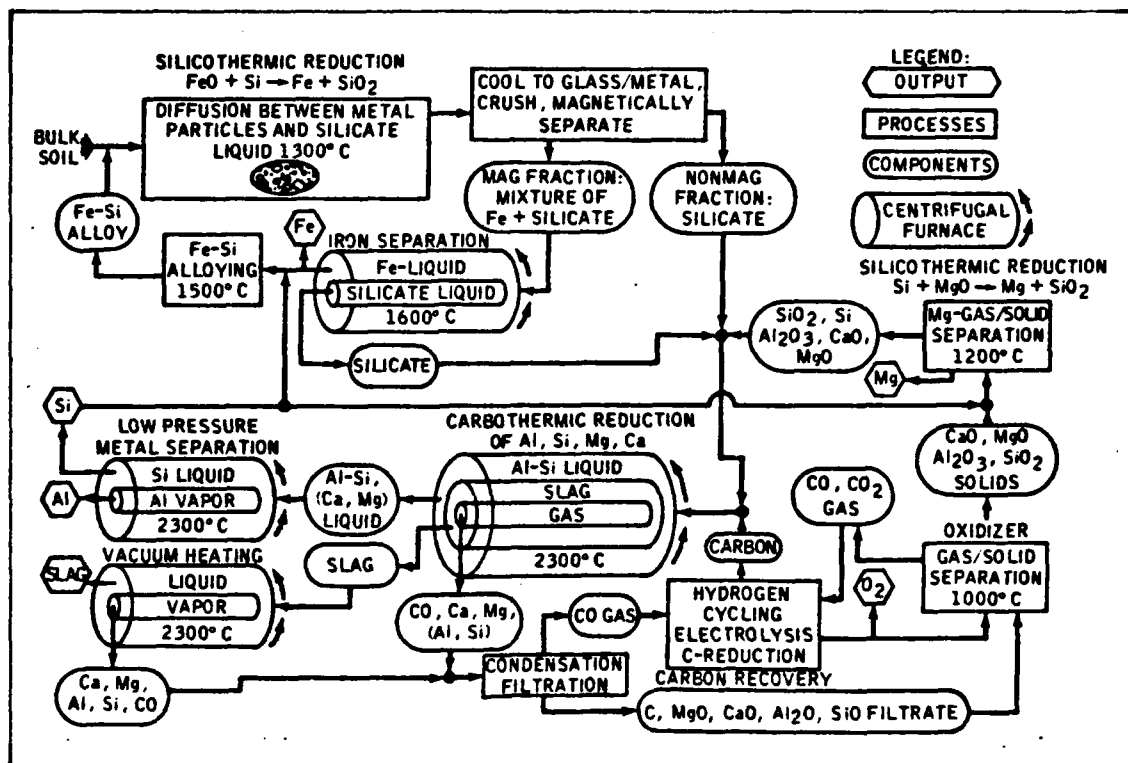 SILICOTHERMIC REDUCTION
FeO + Si → Fe + SiO2
DIFFUSION BETWEEN METAL
PARTICLES AND SILICATE
LIQUID 1300° C
BULK
SOIL
COOL TO GLASS/METAL,
CRUSH, MAGNETICALLY
SEPARATE
LEGEND:
OUTPUT
PROCESSES
COMPONENTS
CENTRIFUGAL
FURNACE
Fe-Si
ALLOY
Fe-Si
ALLOYING
1500° C
Fe
IRON SEPARATION
Fe-LIQUID
SILICATE LIQUID
1600° C
SILICATE
MAG FRACTION:
MIXTURE OF
Fe + SILICATE
NONMAG
FRACTION:
SILICATE
SILICOTHERMIC REDUCTION
Si + MgO → Mg + SiO2
Mg-GAS/SOLID
SEPARATION
1200° C
SiO2, Si
Al2O3, CaO,
MgO
Mg
Si
LOW PRESSURE
METAL SEPARATION
Si LIQUID
Al VAPOR
2300° C
Al
Al-Si,
(Ca, Mg)
LIQUID
CARBOTHERMIC REDUCTION
OF Al, Si, Mg, Ca
Al-Si LIQUID
SLAG
GAS
2300° C
CaO, MgO
Al2O3, SiO2
SOLIDS
CO, CO2
GAS
OXIDIZER
GAS/SOLID
SEPARATION
1000° C
CARBON
O2
SLAG
VACUUM HEATING
LIQUID
VAPOR
2300° C
SLAG
CO, Ca, Mg,
(Al, Si)
CO GAS
HYDROGEN
CYCLING
ELECTROLYSIS
C-REDUCTION
CARBON RECOVERY
CONDENSATION
FILTRATION
Ca, Mg,
Al, Si, CO
C, MgO, CaO, Al2O, SiO FILTRATE